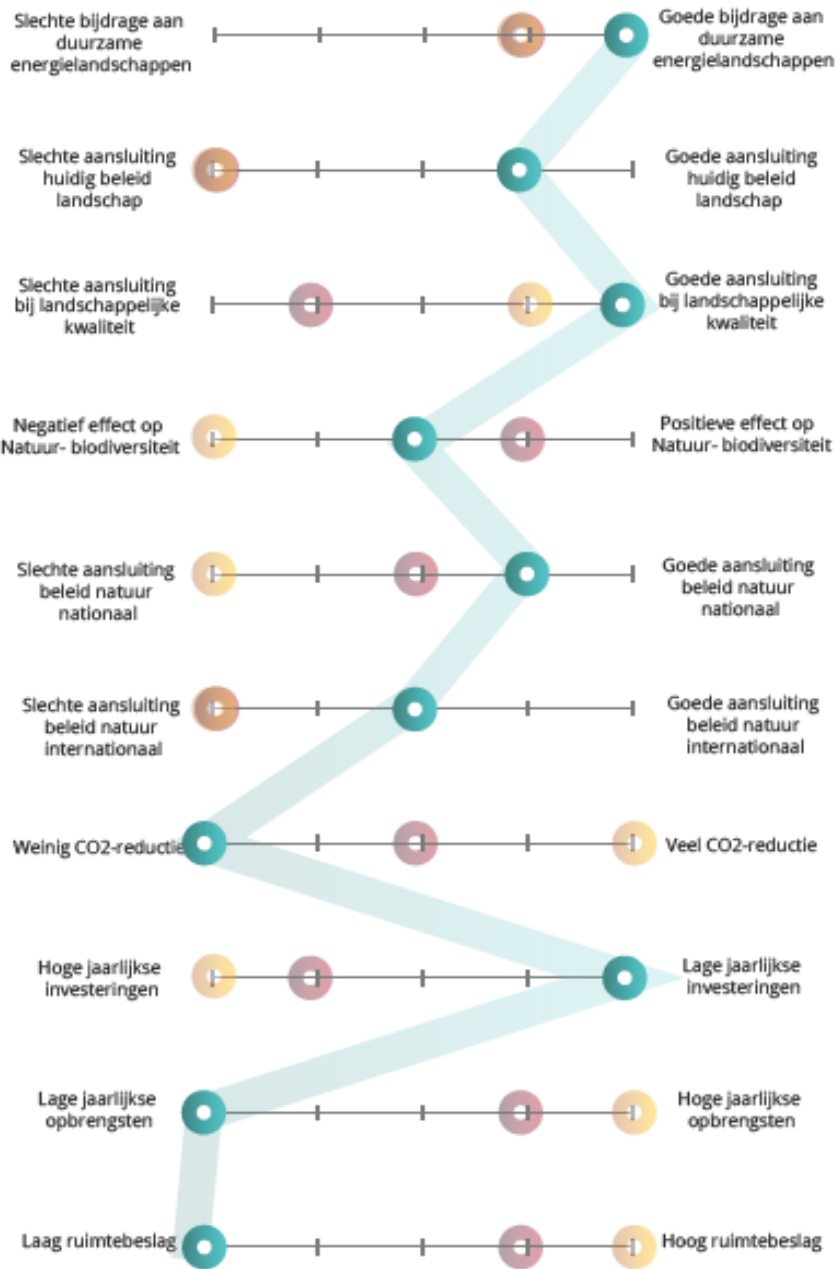 Slechte bijdrage aan
duurzame
energielandschappen
Goede bijdrage aan
duurzame
energielandschappen
Slechte aansluiting
huidig beleid
landschap
Goede aansluiting
huidig beleid
landschap
Slechte aansluiting
bij landschappelijke
kwaliteit
Goede aansluiting
bij landschappelijke
kwaliteit
Negatief effect op
Natuur- biodiversiteit
Positieve effect op
Natuur- biodiversiteit
Slechte aansluiting
beleid natuur
nationaal
Goede aansluiting
beleid natuur
nationaal
Slechte aansluiting
beleid natuur
internationaal
Goede aansluiting
beleid natuur
internationaal
Weinig CO2-reductie
Veel CO2-reductie
Hoge jaarlijkse
investeringen
Lage jaarlijkse
investeringen
Lage jaarlijkse
opbrengsten
Hoge jaarlijkse
opbrengsten
Laag ruimtebeslag
Hoog ruimtebeslag